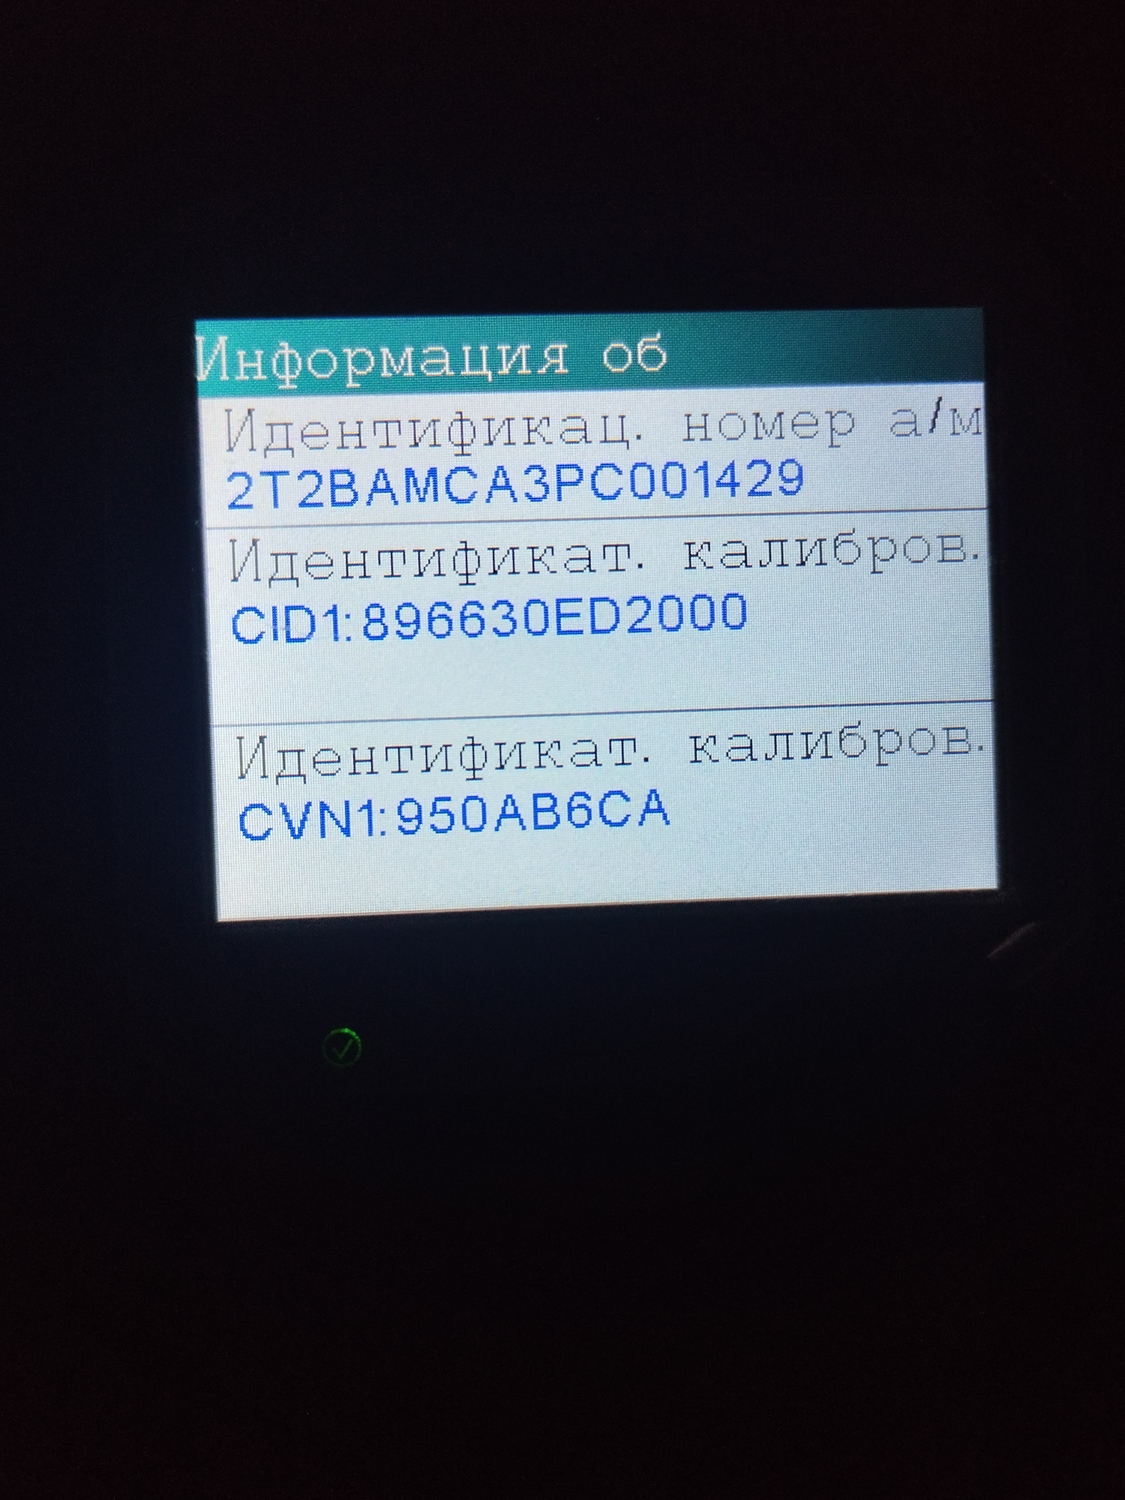 Информация об
Идентификац. номер а/м
2T2BAMCA3PC001429
Идентификат. калибров.
CID1:896630ED2000
Идентификат. калибров.
CVN1:950AB6CA